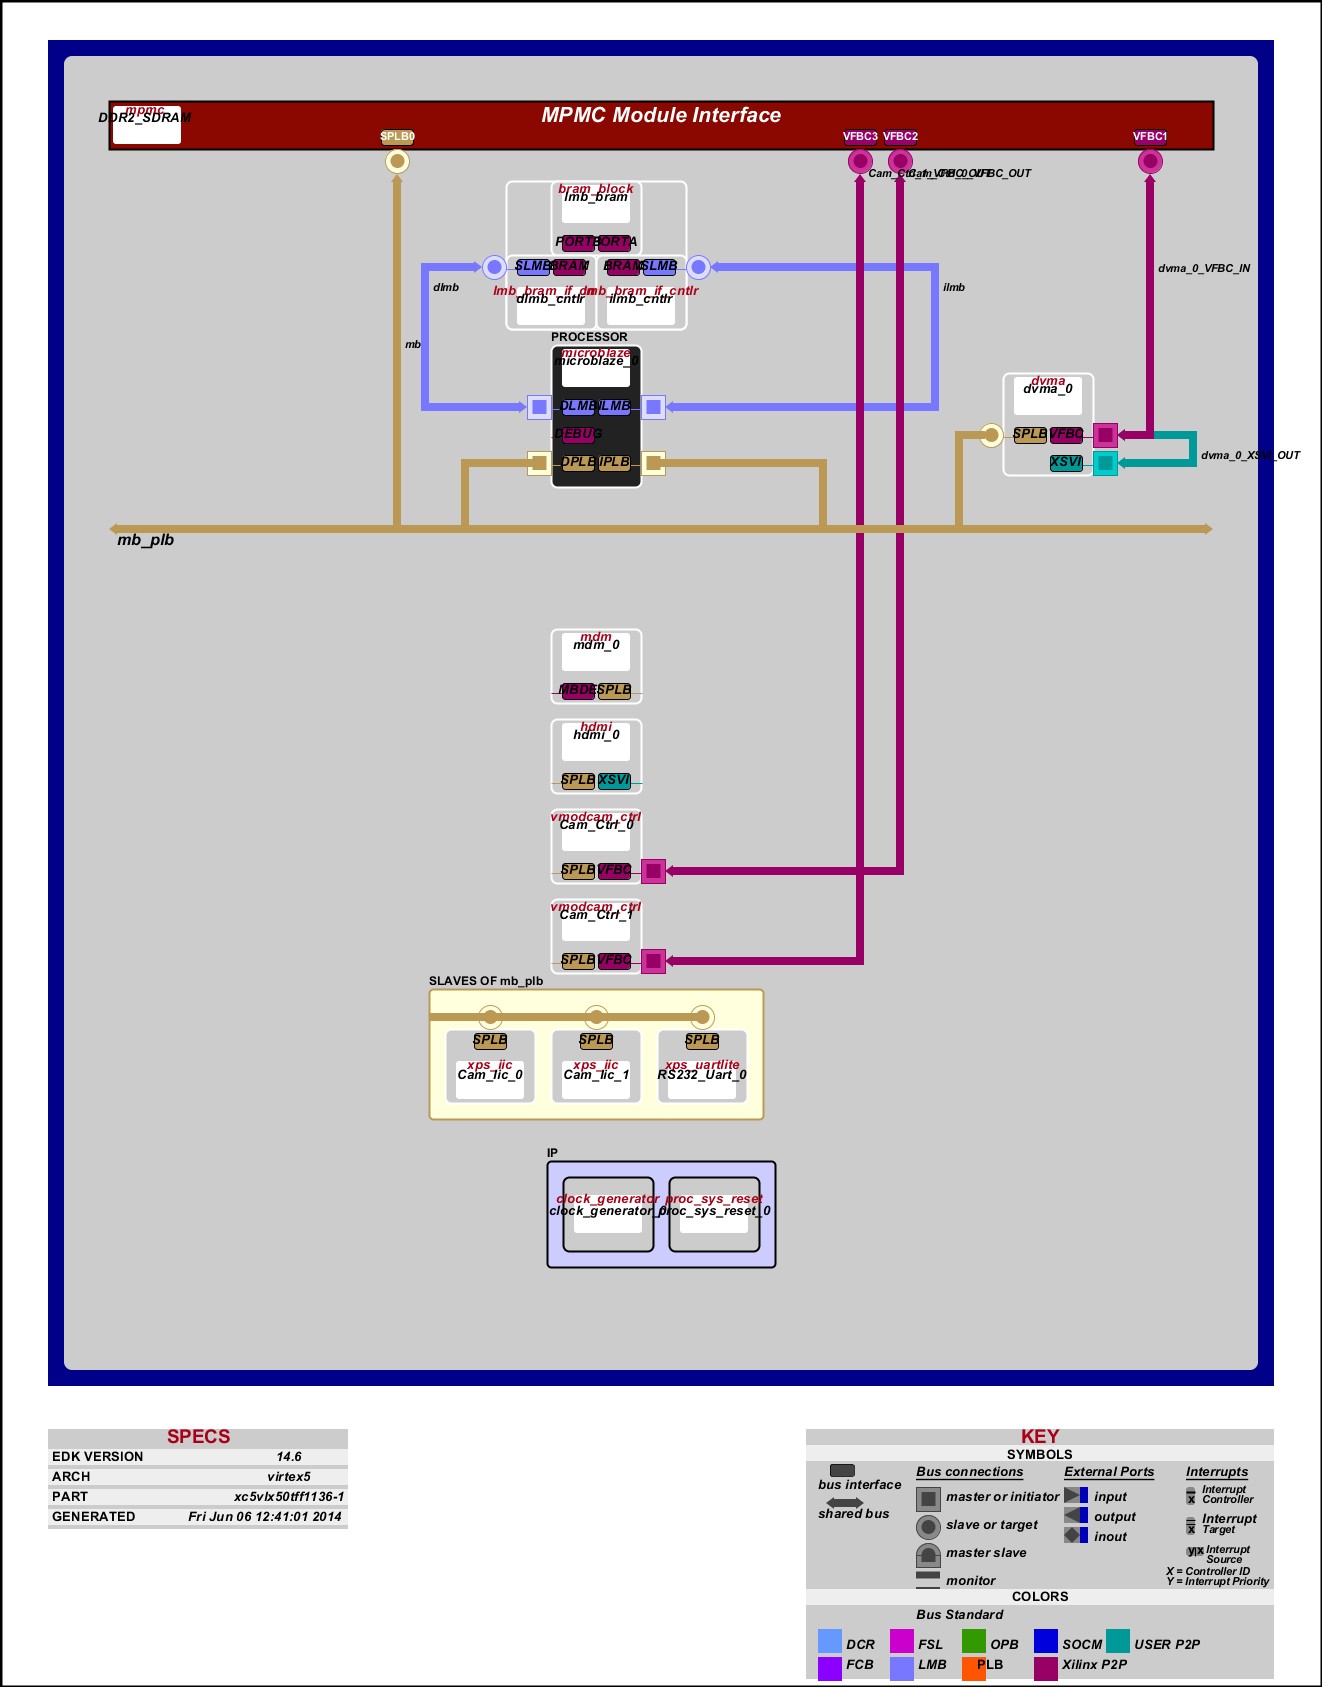 MPMC Module Interface
mpmc
DDR2_SDRAM
SPLB0
VFBC3
VFBC2
VFBC1
Cam_Ctrl_1_VFBC_OUT
Cam_Ctrl_0_VFBC_OUT
bram_block
lmb_bram
PORTB
PORTA
SLMB
BRAM
BRAM
SLMB
lmb_bram_if_cntlr
lmb_bram_if_cntlr
dlmb_cntlr
ilmb_cntlr
dlmb
ilmb
dvma_0_VFBC_IN
mb
PROCESSOR
microblaze
microblaze_0
DLMB
ILMB
DEBUG
DPLB
IPLB
dvma
dvma_0
SPLB
VFBC
XSVI
dvma_0_XSVI_OUT
mb_plb
mdm
mdm_0
MBDE
SPLB
hdmi
hdmi_0
SPLB
XSVI
vmodcam_ctrl
Cam_Ctrl_0
SPLB
VFBC
vmodcam_ctrl
Cam_Ctrl_1
SPLB
VFBC
SLAVES OF mb_plb
SPLB
SPLB
SPLB
xps_iic
xps_iic
xps_uartlite
Cam_Iic_0
Cam_Iic_1
RS232_Uart_0
IP
clock_generator
proc_sys_reset
clock_generator_0
proc_sys_reset_0
SPECS
EDK VERSION 14.6
ARCH virtex5
PART xc5vlx50tff1136-1
GENERATED Fri Jun 06 12:41:01 2014
KEY
SYMBOLS
bus interface
shared bus
Bus connections
master or initiator
slave or target
master slave
monitor
External Ports
input
output
inout
Interrupts
Interrupt
Controller
x
Interrupt
Target
x
Interrupt
Source
y x
X = Controller ID
Y = Interrupt Priority
COLORS
Bus Standard
DCR FSL OPB SOCM USER P2P
FCB LMB PLB Xilinx P2P